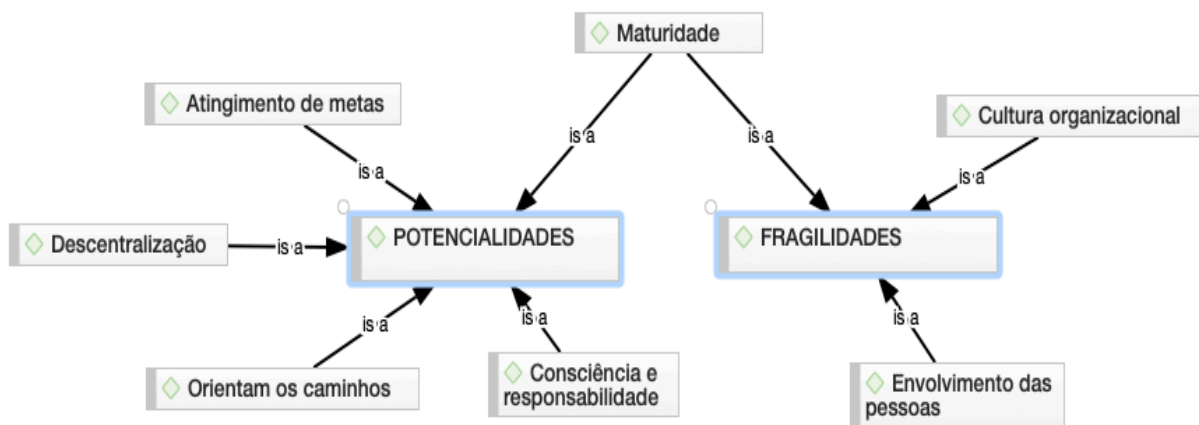 Maturidade
Atingimento de metas
Cultura organizacional
is a
is a
is a
is a
Descentralização
is a
POTENCIALIDADES
FRAGILIDADES
is a
is a
is a
Orientam os caminhos
Consciência e
responsabilidade
Envolvimento das
pessoas